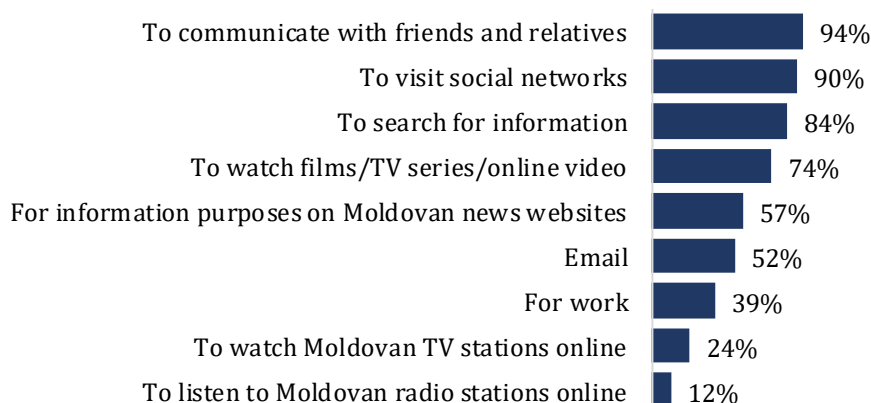 To communicate with friends and relatives 94%
To visit social networks 90%
To search for information 84%
To watch films/TV series/online video 74%
For information purposes on Moldovan news websites 57%
Email 52%
For work 39%
To watch Moldovan TV stations online 24%
To listen to Moldovan radio stations online 12%